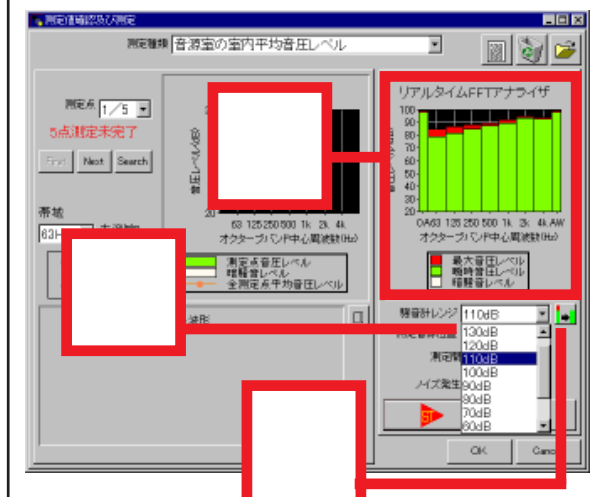 測定値確認及び測定
測定種類 音源室の室内平均音圧レベル
測定点 1/5
5点測定未完了
First Next Search
帯域
63H
音圧レベル(dB)
20
63 125 250 500 1k 2k 4k
オクターブバンド中心周波数(Hz)
測定点音圧レベル
暗騒音レベル
全測定点平均音圧レベル
波形
リアルタイムFFTアナライザ
100
90
80
70
60
50
40
30
20
OA63 125 250 500 1k 2k 4k AW
オクターブバンド中心周波数(Hz)
最大音圧レベル
瞬時音圧レベル
暗騒音レベル
騒音計レンジ 110dB
130dB
120dB
110dB
100dB
90dB
80dB
70dB
60dB
測定間
ノイズ発生
ST
OK
Canc